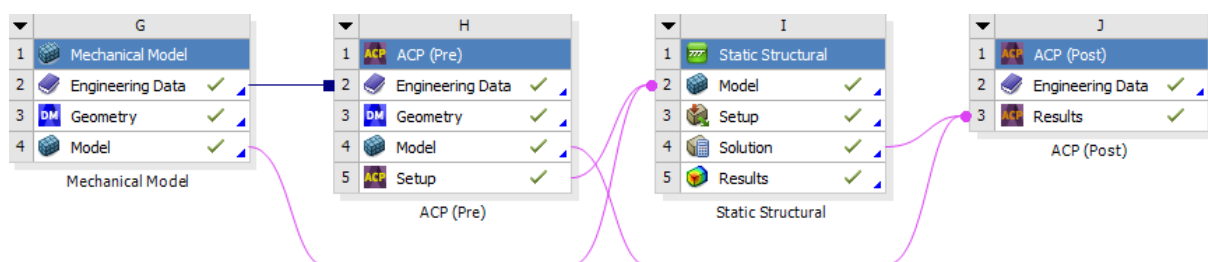 G
1 Mechanical Model
2 Engineering Data
3 DM Geometry
4 Model
Mechanical Model
H
1 ACP ACP (Pre)
2 Engineering Data
3 DM Geometry
4 Model
5 ACP Setup
ACP (Pre)
I
1 Static Structural
2 Model
3 Setup
4 Solution
5 Results
Static Structural
J
1 ACP ACP (Post)
2 Engineering Data
3 ACP Results
ACP (Post)